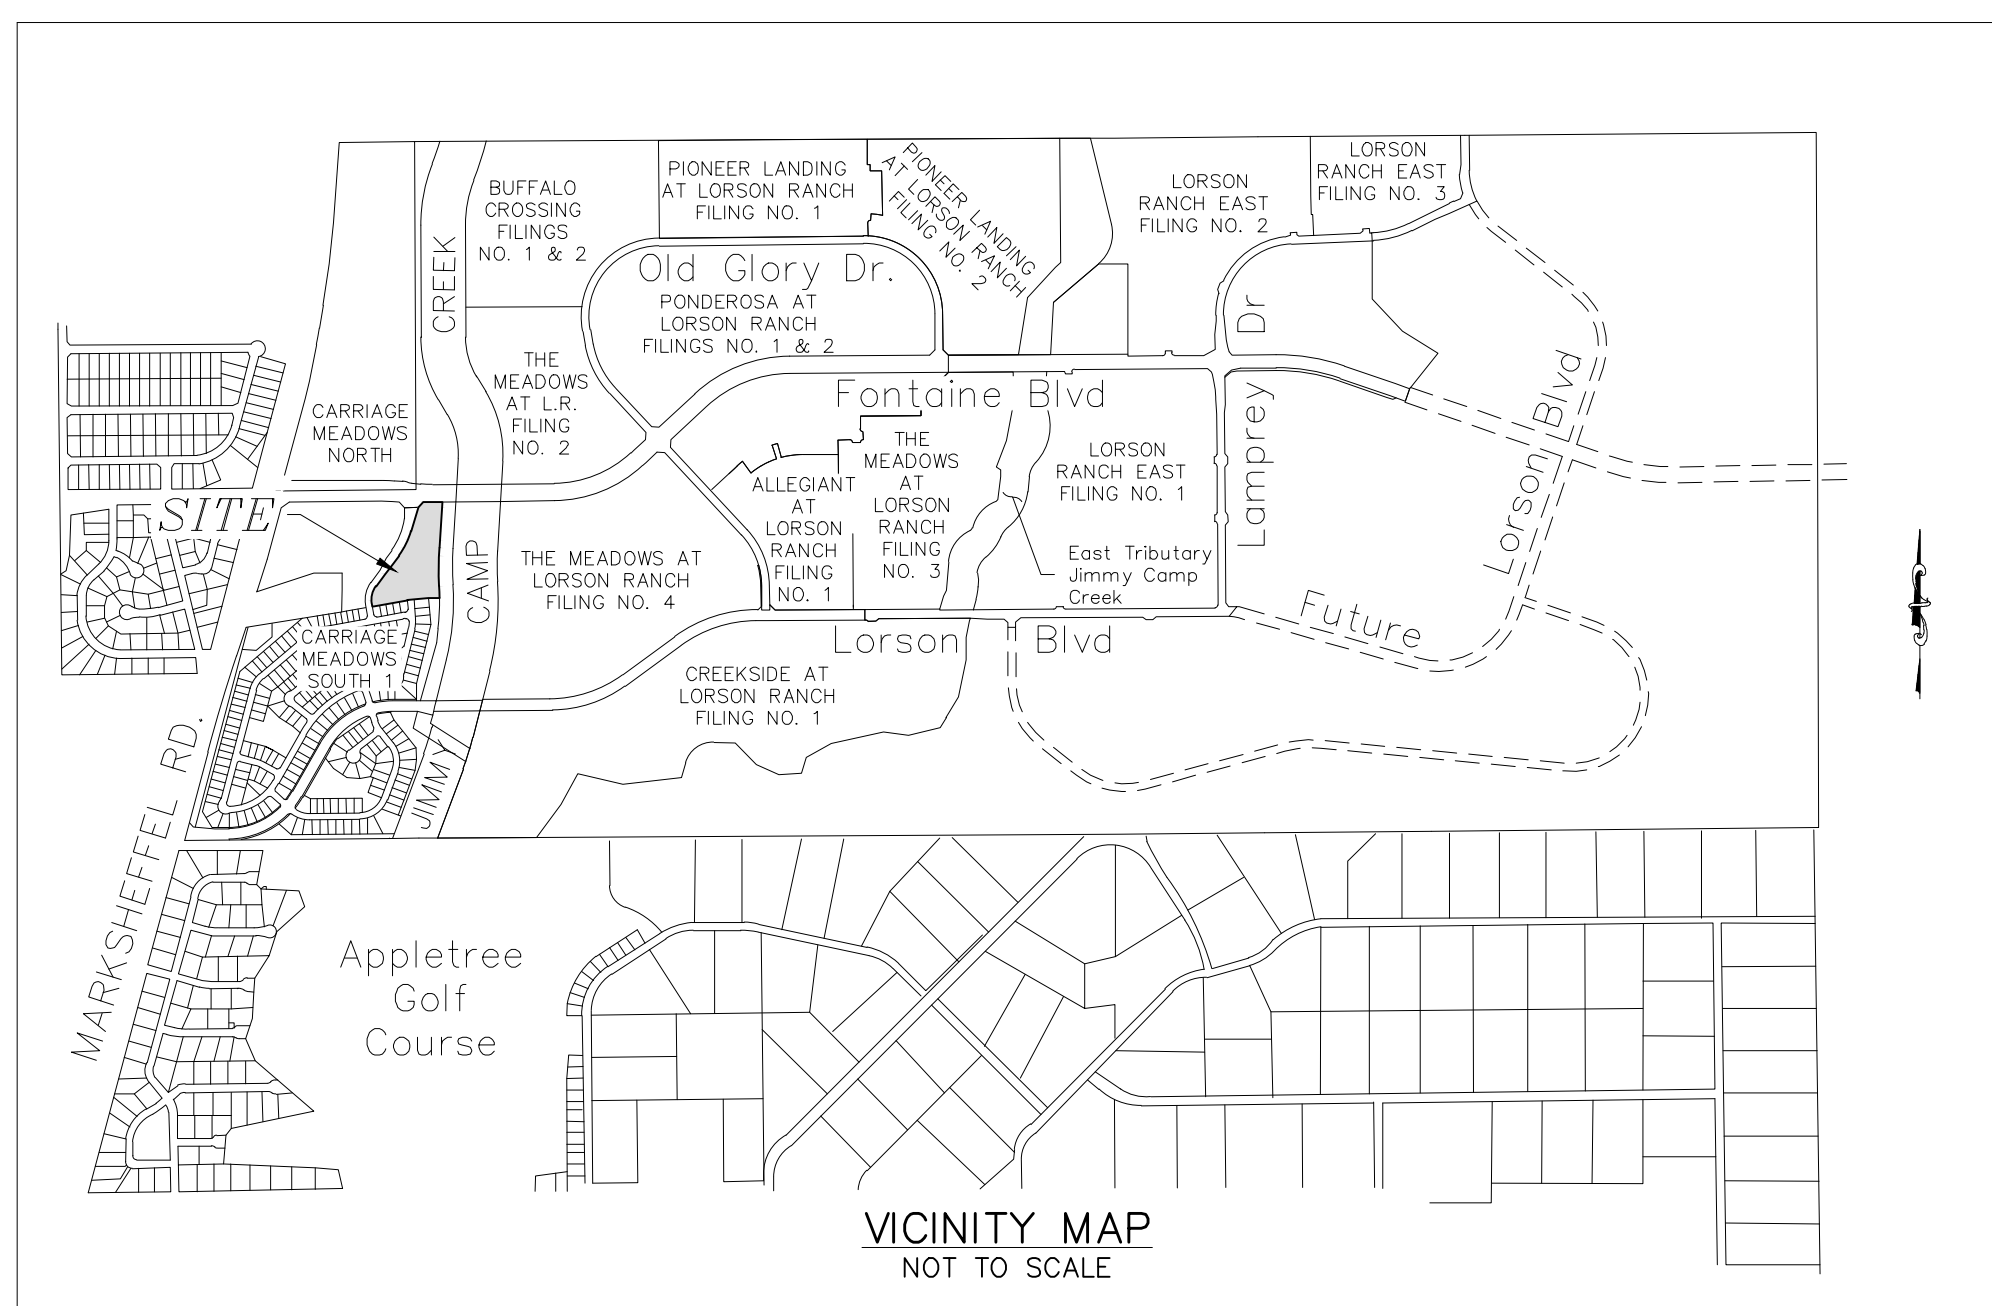 BUFFALO
CROSSING
FILINGS
NO. 1 & 2
PIONEER LANDING
AT LORSON RANCH
FILING NO. 1
PIONEER LANDING
AT LORSON RANCH
FILING NO. 2
LORSON
RANCH EAST
FILING NO. 2
LORSON
RANCH EAST
FILING NO. 3
Old Glory Dr.
PONDEROSA AT
LORSON RANCH
FILINGS NO. 1 & 2
CREEK
THE
MEADOWS
AT L.R.
FILING
NO. 2
CARRIAGE
MEADOWS
NORTH
Fontaine Blvd
Lamprey Dr
Lorson Blvd
SITE
ALLEGIANT
AT
LORSON
RANCH
FILING
NO. 1
THE
MEADOWS
AT
LORSON
RANCH
FILING
NO. 3
LORSON
RANCH EAST
FILING NO. 1
East Tributary
Jimmy Camp
Creek
CAMP
THE MEADOWS AT
LORSON RANCH
FILING NO. 4
Future
CARRIAGE
MEADOWS
SOUTH 1
Lorson Blvd
CREEKSIDE AT
LORSON RANCH
FILING NO. 1
JIMMY
MARKSHEFFEL RD.
Appletree
Golf
Course
VICINITY MAP
NOT TO SCALE